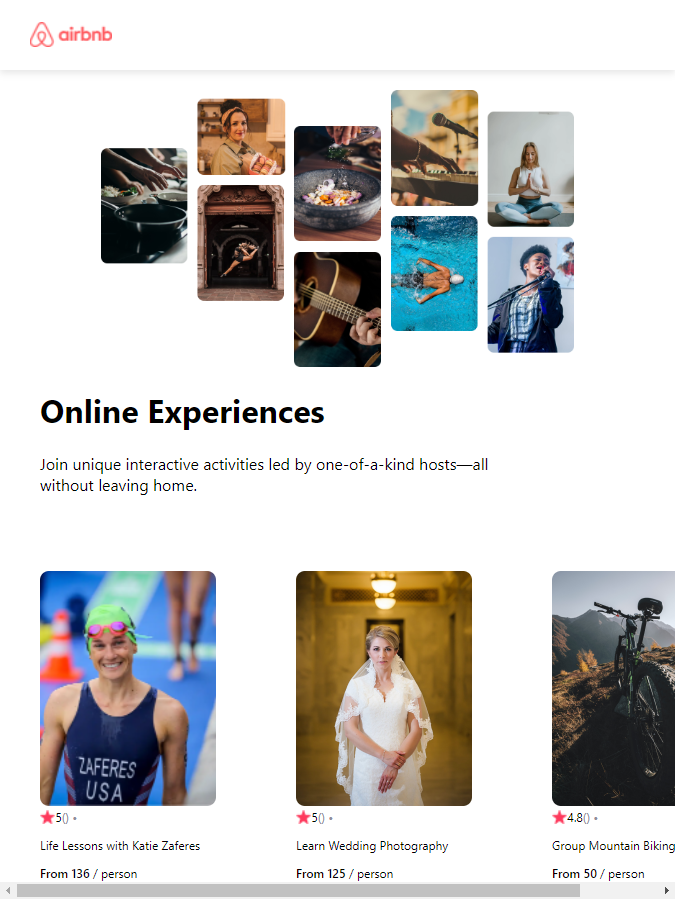 airbnb
Online Experiences
Join unique interactive activities led by one-of-a-kind hosts—all
without leaving home.
ZAFERES
USA
5() •
Life Lessons with Katie Zaferes
From 136 / person
5() •
Learn Wedding Photography
From 125 / person
4.8() •
Group Mountain Biking
From 50 / person